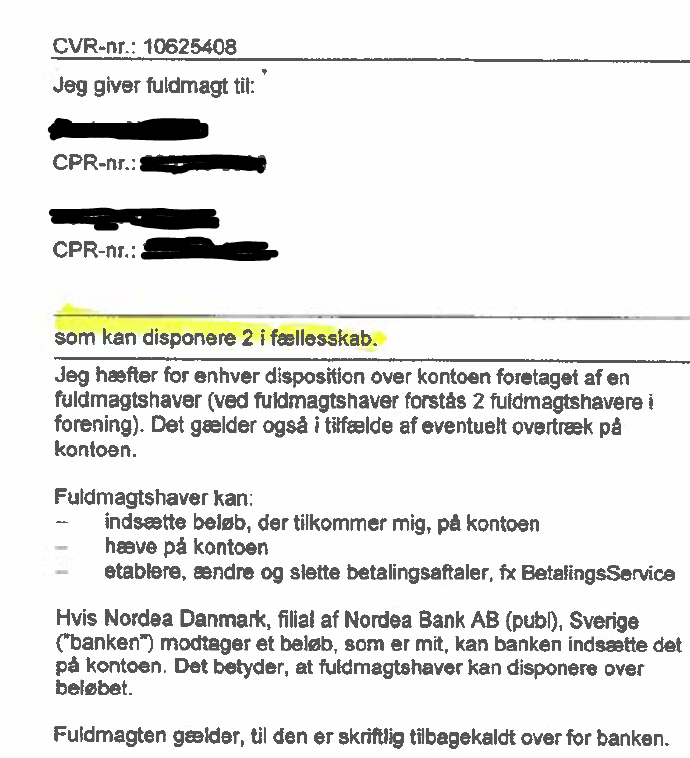 CVR-nr.: 10625408
Jeg giver fuldmagt til:
CPR-nr.:
CPR-nr.:
som kan disponere 2 i fællesskab.
Jeg hæfter for enhver disposition over kontoen foretaget af en
fuldmagtshaver (ved fuldmagtshaver forstås 2 fuldmagtshavere i
forening). Det gælder også i tilfælde af eventuelt overtræk på
kontoen.
Fuldmagtshaver kan:
– indsætte beløb, der tilkommer mig, på kontoen
– hæve på kontoen
– etablere, ændre og slette betalingsaftaler, fx BetalingsService
Hvis Nordea Danmark, filial af Nordea Bank AB (publ), Sverige
("banken") modtager et beløb, som er mit, kan banken indsætte det
på kontoen. Det betyder, at fuldmagtshaver kan disponere over
beløbet.
Fuldmagten gælder, til den er skriftlig tilbagekaldt over for banken.